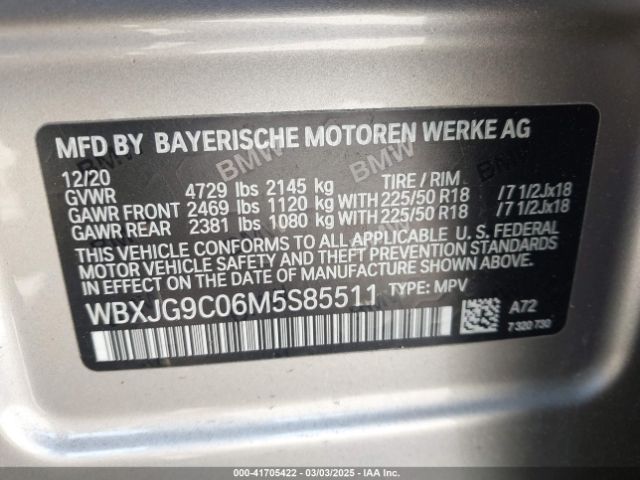 MFD BY BAYERISCHE MOTOREN WERKE AG
12/20
GVWR 4729 lbs 2145 kg TIRE / RIM
GAWR FRONT 2469 lbs 1120 kg WITH 225/50 R18 /7 1/2Jx18
GAWR REAR 2381 lbs 1080 kg WITH 225/50 R18 /7 1/2Jx18
THIS VEHICLE CONFORMS TO ALL APPLICABLE U. S. FEDERAL
MOTOR VEHICLE SAFETY AND THEFT PREVENTION STANDARDS
IN EFFECT ON THE DATE OF MANUFACTURE SHOWN ABOVE.
WBXJG9C06M5S85511 TYPE: MPV
A72
7 320 730
000-41705422 - 03/03/2025 - IAA Inc.